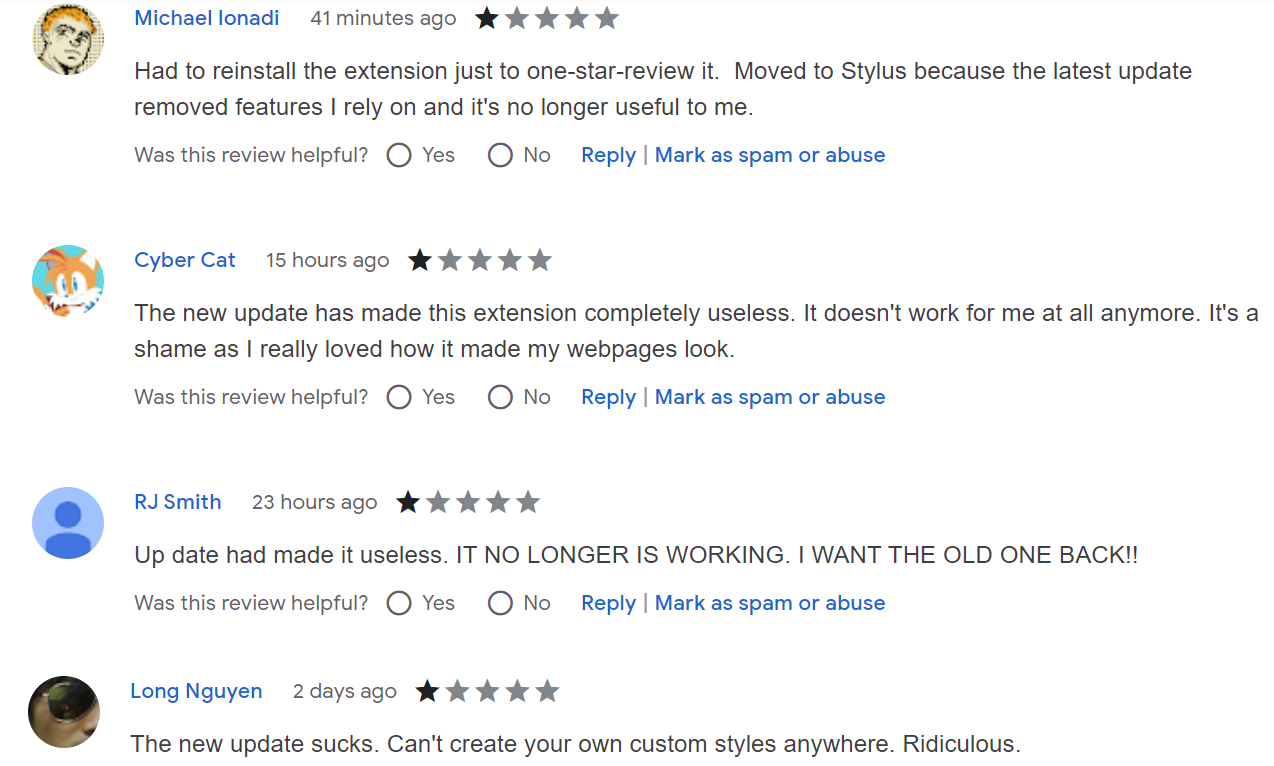 Michael Ionadi 41 minutes ago
Had to reinstall the extension just to one-star-review it.  Moved to Stylus because the latest update
removed features I rely on and it's no longer useful to me.
Was this review helpful? Yes No Reply | Mark as spam or abuse
Cyber Cat 15 hours ago
The new update has made this extension completely useless. It doesn't work for me at all anymore. It's a
shame as I really loved how it made my webpages look.
Was this review helpful? Yes No Reply | Mark as spam or abuse
RJ Smith 23 hours ago
Up date had made it useless. IT NO LONGER IS WORKING. I WANT THE OLD ONE BACK!!
Was this review helpful? Yes No Reply | Mark as spam or abuse
Long Nguyen 2 days ago
The new update sucks. Can't create your own custom styles anywhere. Ridiculous.